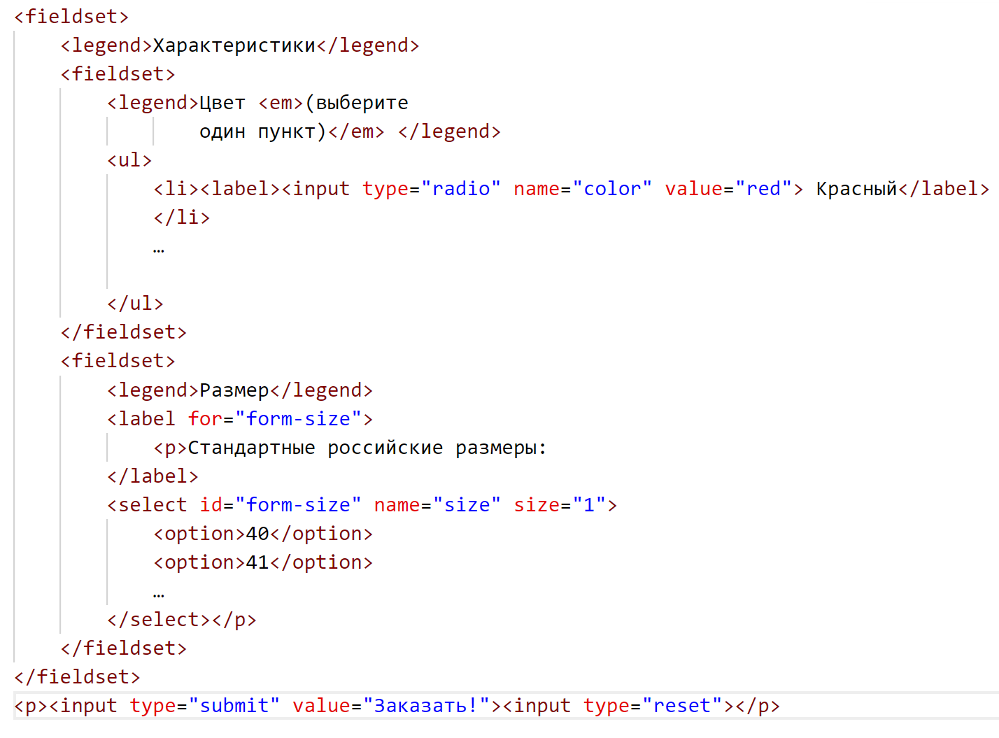 <fieldset>
<legend>Характеристики</legend>
<fieldset>
<legend>Цвет <em>(выберите
один пункт)</em> </legend>
<ul>
<li><label><input type="radio" name="color" value="red"> Красный</label>
</li>
…
</ul>
</fieldset>
<fieldset>
<legend>Размер</legend>
<label for="form-size">
<p>Стандартные российские размеры:
</label>
<select id="form-size" name="size" size="1">
<option>40</option>
<option>41</option>
…
</select></p>
</fieldset>
</fieldset>
<p><input type="submit" value="Заказать!"><input type="reset"></p>